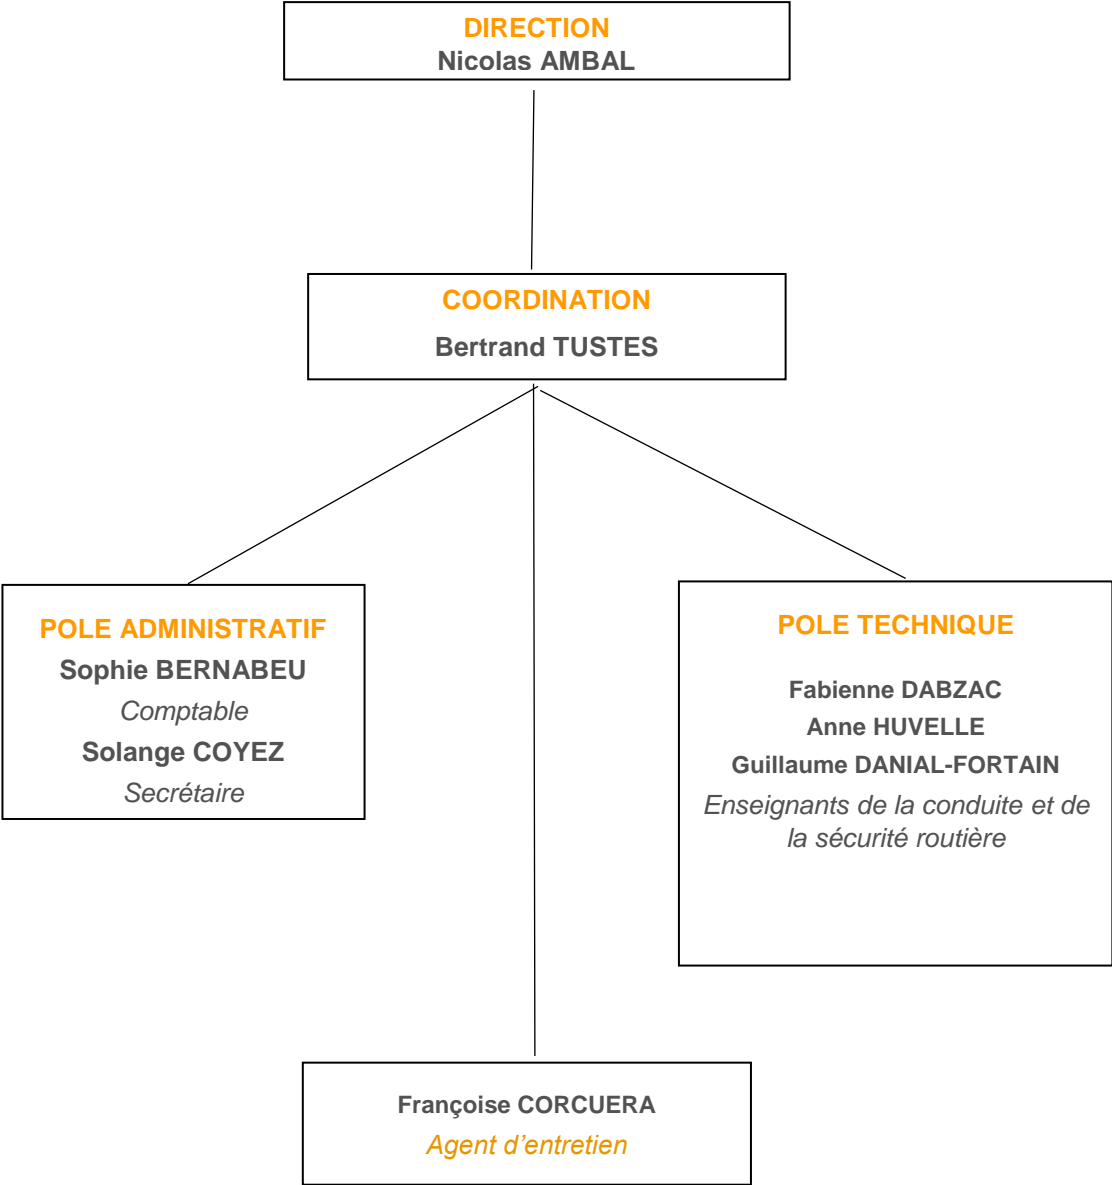 DIRECTION
Nicolas AMBAL
COORDINATION
Bertrand TUSTES
POLE ADMINISTRATIF
Sophie BERNABEU
Comptable
Solange COYEZ
Secrétaire
POLE TECHNIQUE
Fabienne DABZAC
Anne HUVELLE
Guillaume DANIAL-FORTAIN
Enseignants de la conduite et de
la sécurité routière
Françoise CORCUERA
Agent d’entretien